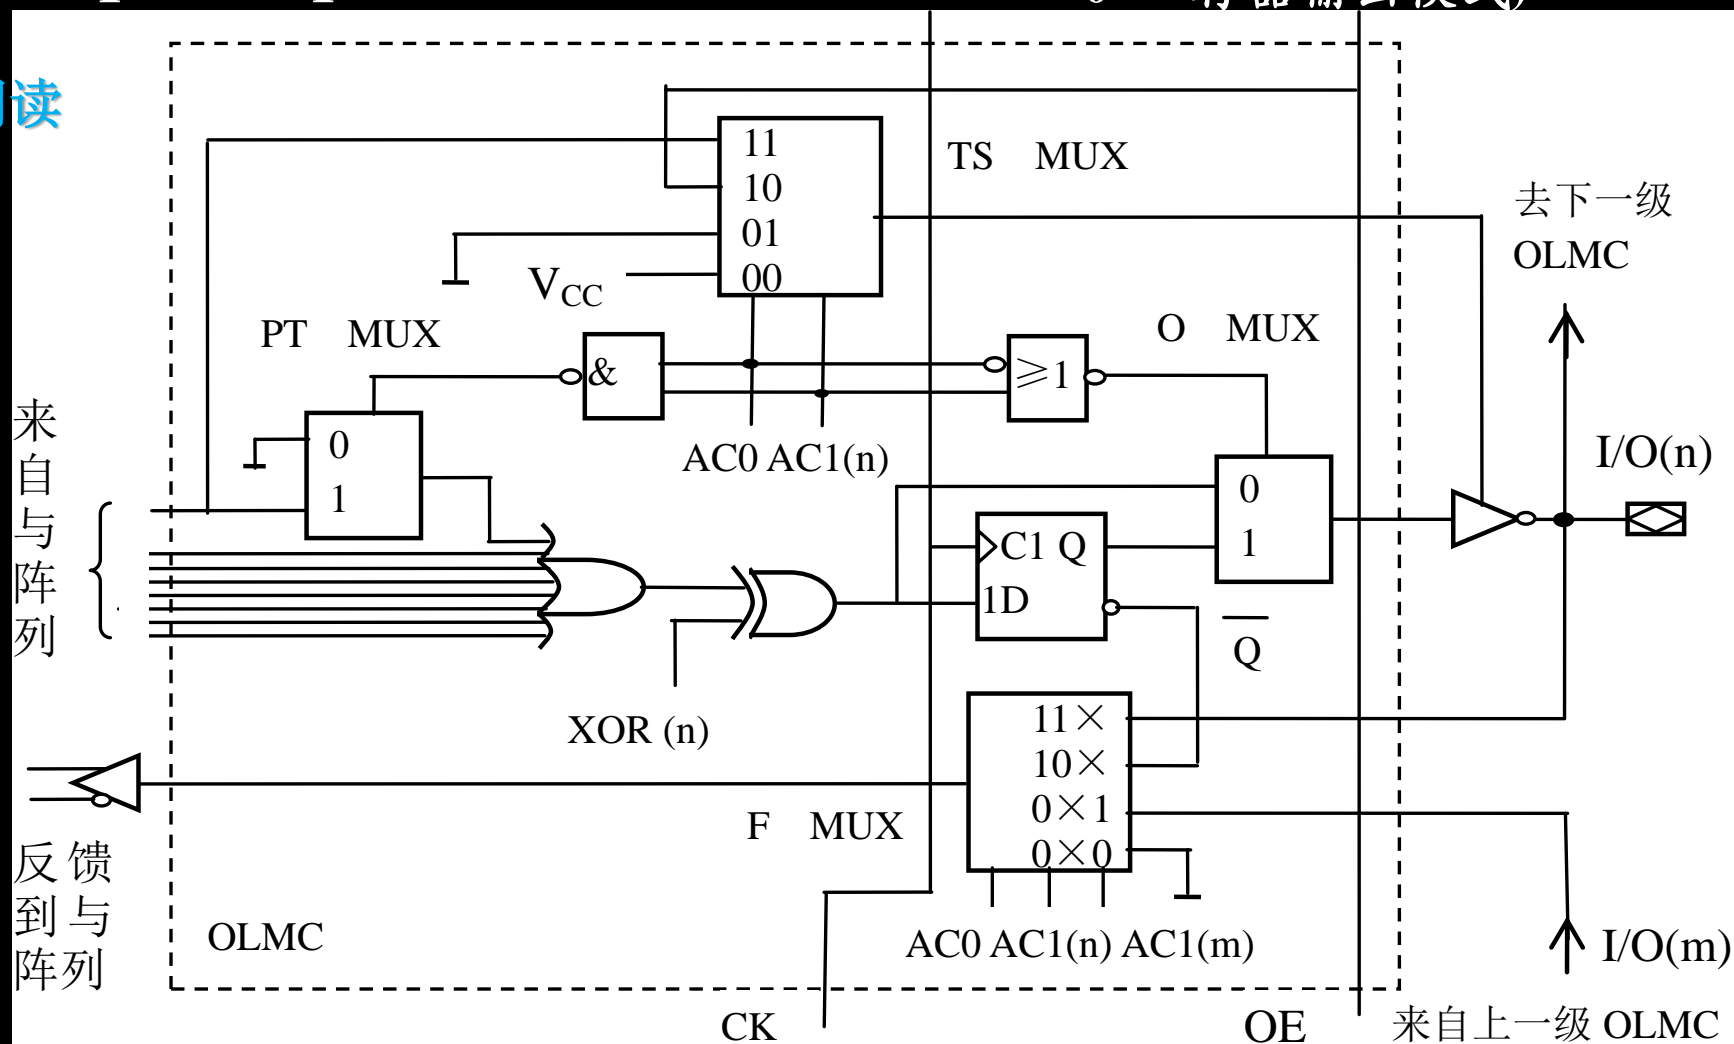 读
11
10
01
00
TS MUX
去下一级
OLMC
VCC
PT MUX
&
≥1
O MUX
0
1
AC0 AC1(n)
来自与阵列
I/O(n)
0
1
C1 Q
1D
Q
XOR (n)
11×
10×
0×1
0×0
F MUX
反馈
到与
阵列
OLMC
AC0 AC1(n) AC1(m)
I/O(m)
CK
OE
来自上一级 OLMC